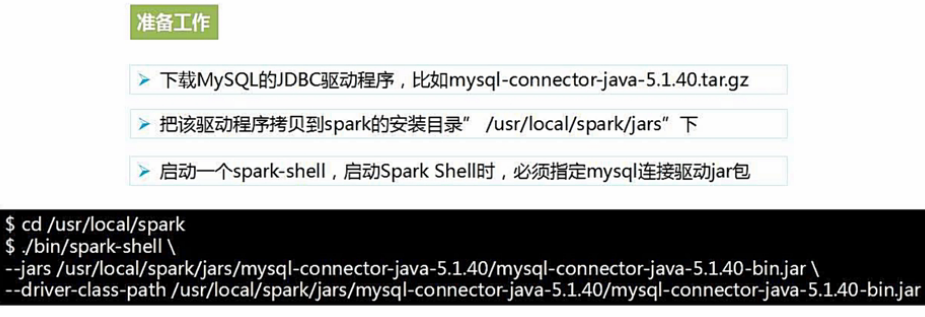 准备工作
➢ 下载MySQL的JDBC驱动程序，比如mysql-connector-java-5.1.40.tar.gz
➢ 把该驱动程序拷贝到spark的安装目录” /usr/local/spark/jars”下
➢ 启动一个spark-shell，启动Spark Shell时，必须指定mysql连接驱动jar包
$ cd /usr/local/spark
$ ./bin/spark-shell \
--jars /usr/local/spark/jars/mysql-connector-java-5.1.40/mysql-connector-java-5.1.40-bin.jar \
--driver-class-path /usr/local/spark/jars/mysql-connector-java-5.1.40/mysql-connector-java-5.1.40-bin.jar